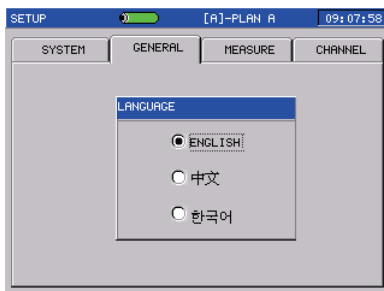 SETUP [A]-PLAN A 09:07:58
SYSTEM GENERAL MEASURE CHANNEL
LANGUAGE
ENGLISH
中文
한국어